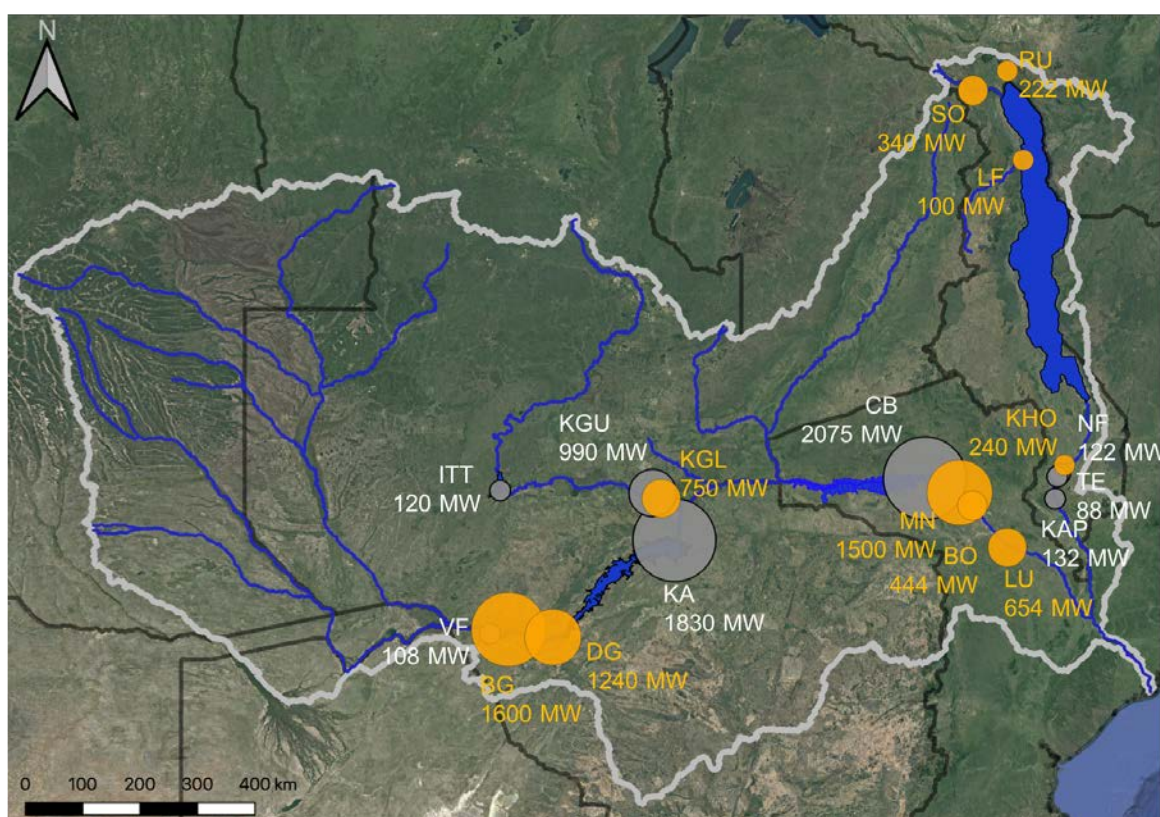 N
RU
222 MW
SO
340 MW
LF
100 MW
CB
2075 MW
KHO
240 MW
NF
122 MW
KGU
990 MW
KGL
750 MW
ITT
120 MW
TE
88 MW
MN
1500 MW
KAP
132 MW
BO
444 MW
LU
654 MW
KA
1830 MW
VF
108 MW
DG
1240 MW
BG
1600 MW
0 100 200 300 400 km